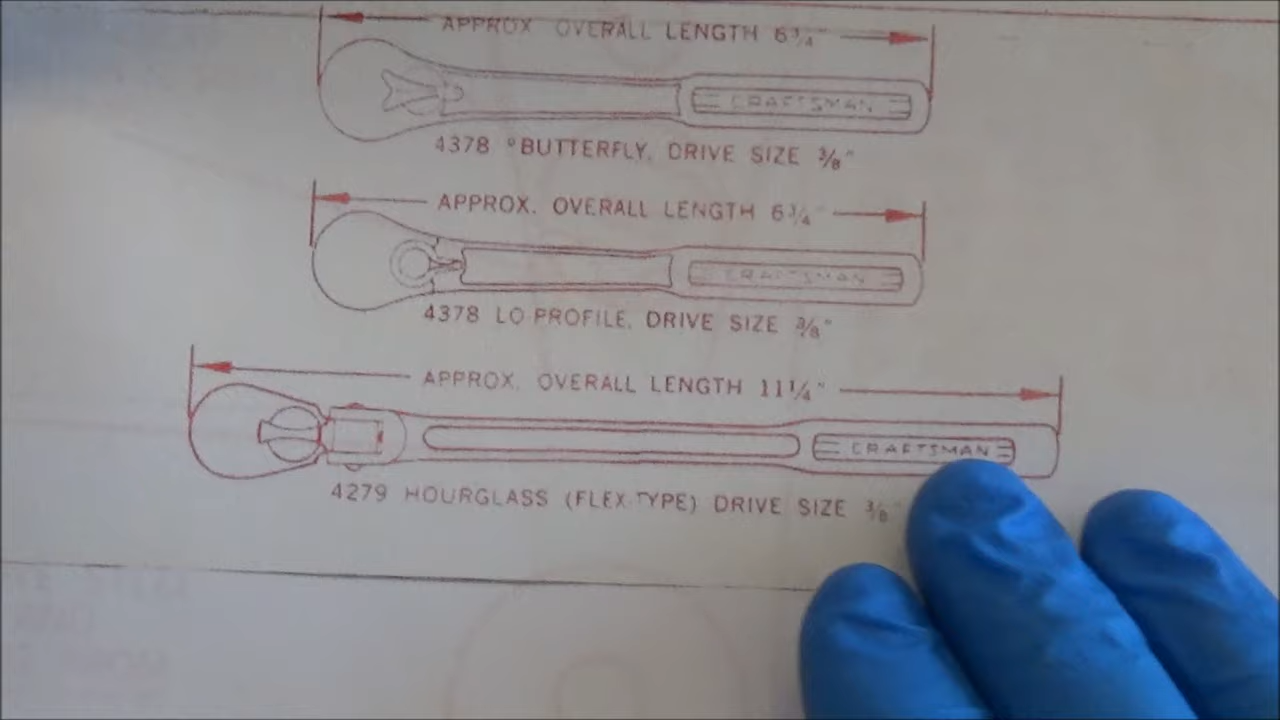 APPROX OVERALL LENGTH 6¾"
CRAFTSMAN
4378 °BUTTERFLY, DRIVE SIZE ⅜"
APPROX. OVERALL LENGTH 6¾"
CRAFTSMAN
4378 LO-PROFILE, DRIVE SIZE ⅜"
APPROX. OVERALL LENGTH 11¼"
CRAFTSMAN
4279 HOURGLASS (FLEX-TYPE) DRIVE SIZE ⅜"